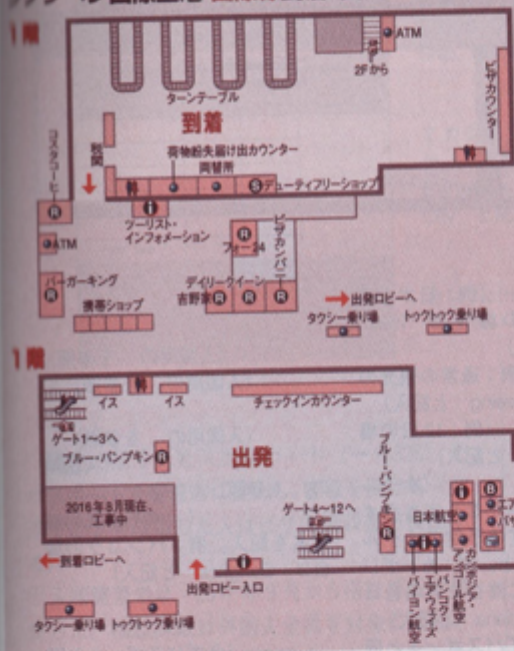 1階
ATM
2Fから
ターンテーブル
ビザカウンター
到着
荷物紛失届け出カウンター
税関
両替所
コスタコーヒー
S デューティフリーショップ
R
i
ツーリスト・
インフォメーション
ATM
R
フォー24
ピザカンパニー
バーガーキング
R
デイリークイーン
吉野家
R R R
携帯ショップ
出発ロビーへ
タクシー乗り場
トゥクトゥク乗り場
1階
イス
イス
チェックインカウンター
ゲート1~3へ
ブルー・パンプキン R
出発
ブルー・パンプキン
R
2016年8月現在、
工事中
ゲート4~12へ
日本航空
i
B
エア
バイ
到着ロビーへ
i
出発ロビー入口
i
バイヨン航空
バンコク・
エアウェイズ
カンボジア・
アンコール航空
タクシー乗り場
トゥクトゥク乗り場